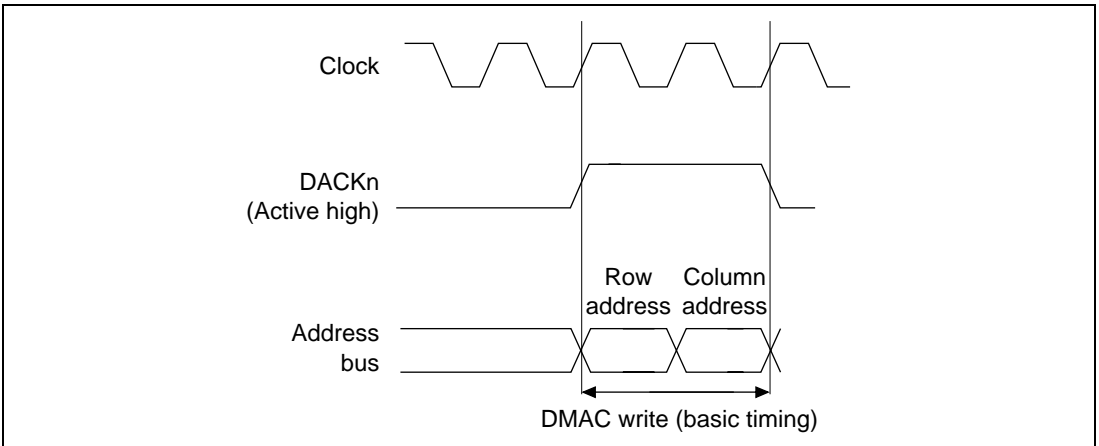 Clock
DACKn
(Active high)
Row Column
address address
Address
bus
DMAC write (basic timing)